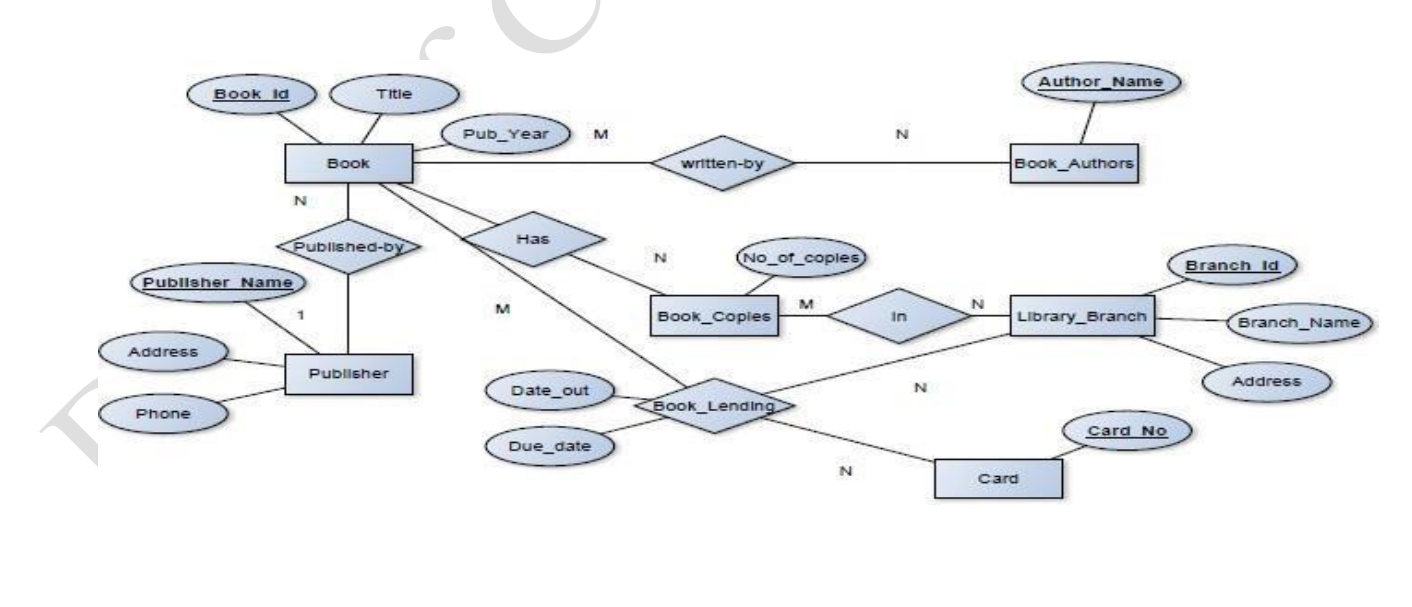 Book_Id
Title
Pub_Year
Book
M
written-by
N
Author_Name
Book_Authors
N
Published-by
Has
N
No_of_copies
Publisher_Name
1
M
Book_Copies
M
In
N
Library_Branch
Branch_Id
Branch_Name
Address
Address
Publisher
Phone
Date_out
Book_Lending
Due_date
N
N
Card_No
Card